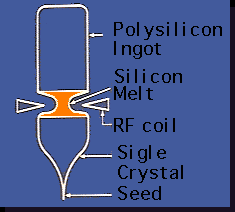 Polysilicon
Ingot
Silicon
Melt
RF coil
Sigle
Crystal
Seed